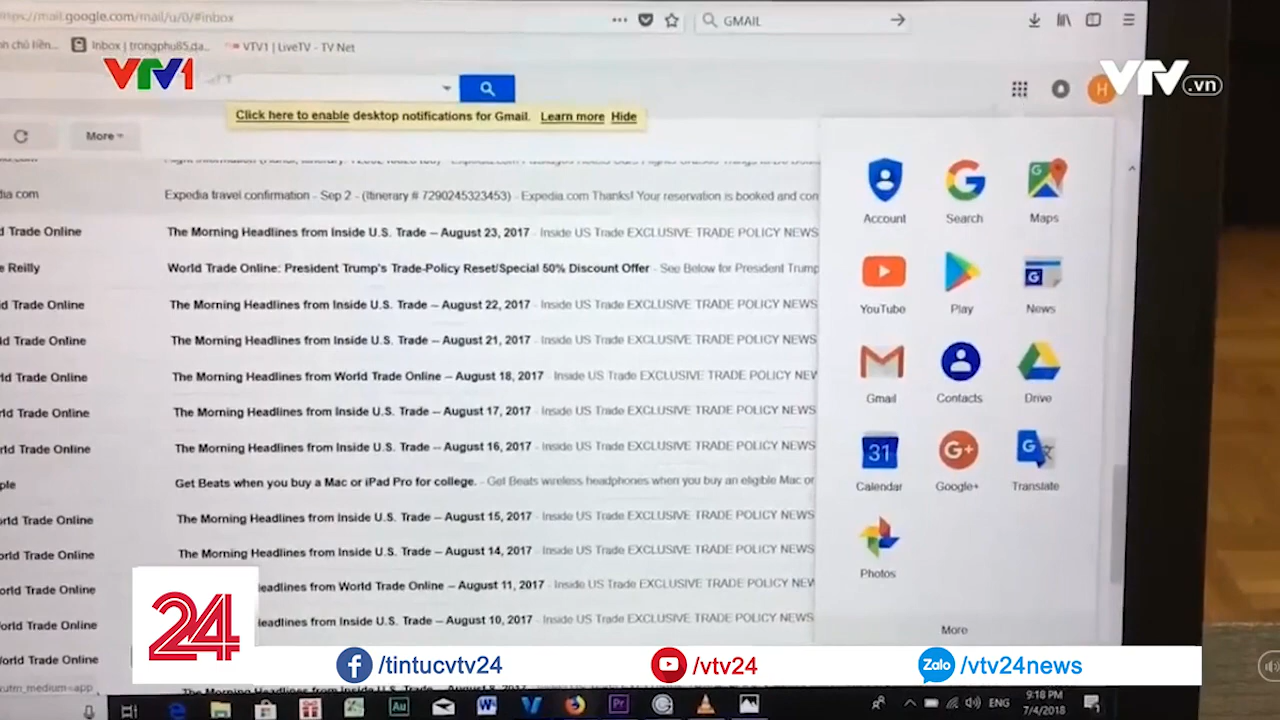 https://mail.google.com/mail/u/0/#inbox
GMAIL
Inbox | trongphu85.da...
VTV1 | LiveTV - TV Net
VTV1
VTV.vn
H
Click here to enable desktop notifications for Gmail. Learn more Hide
More
Expedia travel confirmation - Sep 2 - (Itinerary # 7290245323453) - Expedia.com Thanks! Your reservation is booked and con
d Trade Online The Morning Headlines from Inside U.S. Trade – August 23, 2017 - Inside US Trade EXCLUSIVE TRADE POLICY NEWS
e Reilly World Trade Online: President Trump's Trade-Policy Reset/Special 50% Discount Offer - See Below for President Trump
ld Trade Online The Morning Headlines from Inside U.S. Trade – August 22, 2017 - Inside US Trade EXCLUSIVE TRADE POLICY NEWS
ld Trade Online The Morning Headlines from Inside U.S. Trade – August 21, 2017 - Inside US Trade EXCLUSIVE TRADE POLICY NEWS
ld Trade Online The Morning Headlines from World Trade Online – August 18, 2017 - Inside US Trade EXCLUSIVE TRADE POLICY NEW
rld Trade Online The Morning Headlines from Inside U.S. Trade – August 17, 2017 - Inside US Trade EXCLUSIVE TRADE POLICY NEWS
rld Trade Online The Morning Headlines from Inside U.S. Trade – August 16, 2017 - Inside US Trade EXCLUSIVE TRADE POLICY NEWS
ple Get Beats when you buy a Mac or iPad Pro for college. - Get Beats wireless headphones when you buy an eligible Mac or
orld Trade Online The Morning Headlines from Inside U.S. Trade – August 15, 2017 - Inside US Trade EXCLUSIVE TRADE POLICY NEWS
orld Trade Online The Morning Headlines from Inside U.S. Trade – August 14, 2017 - Inside US Trade EXCLUSIVE TRADE POLICY NEWS
orld Trade Online eadlines from World Trade Online – August 11, 2017 - Inside US Trade EXCLUSIVE TRADE POLICY NEW
orld Trade Online eadlines from Inside U.S. Trade – August 10, 2017 - Inside US Trade EXCLUSIVE TRADE POLICY NEWS
orld Trade Online
Account Search Maps
YouTube Play News
Gmail Contacts Drive
31
Calendar Google+ Translate
Photos
More
24
/tintucvtv24
/vtv24
Zalo /vtv24news
ENG
9:18 PM
7/4/2018